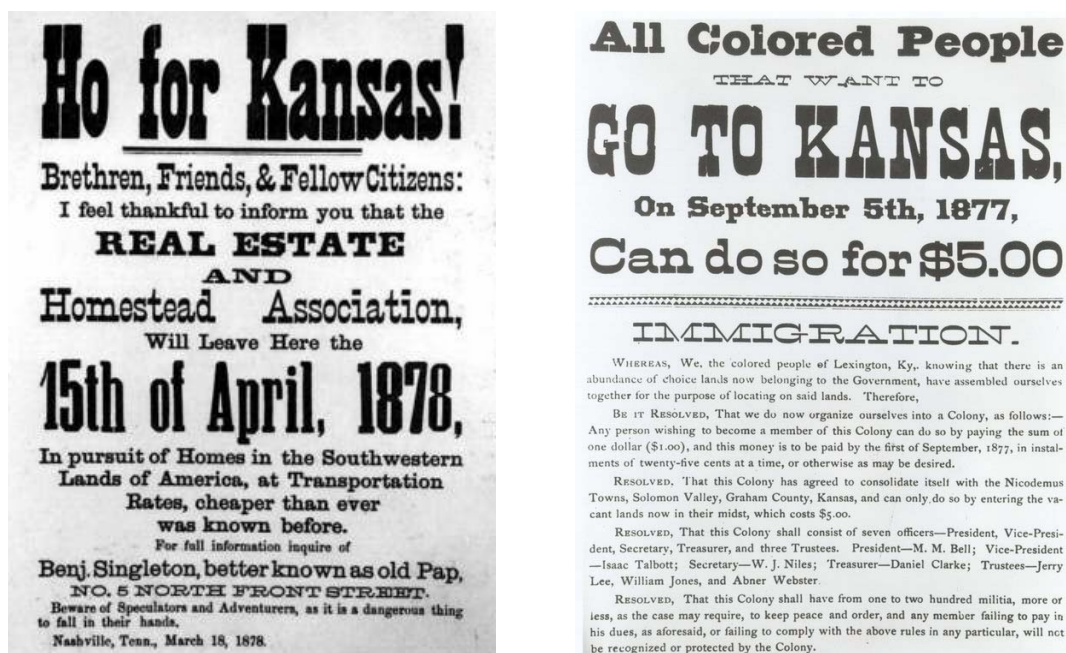 Ho for Kansas!
Brethren, Friends, & Fellow Citizens:
I feel thankful to inform you that the
REAL ESTATE
AND
Homestead Association,
Will Leave Here the
15th of April, 1878,
In pursuit of Homes in the Southwestern
Lands of America, at Transportation
Rates, cheaper than ever
was known before.
For full information inquire of
Benj. Singleton, better known as old Pap,
NO. 5 NORTH FRONT STREET.
Beware of Speculators and Adventurers, as it is a dangerous thing
to fall in their hands.
Nashville, Tenn., March 18, 1878.
All Colored People
THAT WANT TO
GO TO KANSAS,
On September 5th, 1877,
Can do so for $5.00
IMMIGRATION.
WHEREAS, We, the colored people of Lexington, Ky,. knowing that there is an
abundance of choice lands now belonging to the Government, have assembled ourselves
together for the purpose of locating on said lands. Therefore,
BE IT RESOLVED, That we do now organize ourselves into a Colony, as follows:—
Any person wishing to become a member of this Colony can do so by paying the sum of
one dollar ($1.00), and this money is to be paid by the first of September, 1877, in instal-
ments of twenty-five cents at a time, or otherwise as may be desired.
RESOLVED, That this Colony has agreed to consolidate itself with the Nicodemus
Towns, Solomon Valley, Graham County, Kansas, and can only do so by entering the va-
cant lands now in their midst, which costs $5.00.
RESOLVED, That this Colony shall consist of seven officers—President, Vice-Presi-
dent, Secretary, Treasurer, and three Trustees. President—M. M. Bell; Vice-President
—Isaac Talbott; Secretary—W. J. Niles; Treasurer—Daniel Clarke; Trustees—Jerry
Lee, William Jones, and Abner Webster.
RESOLVED, That this Colony shall have from one to two hundred militia, more or
less, as the case may require, to keep peace and order, and any member failing to pay in
his dues, as aforesaid, or failing to comply with the above rules in any particular, will not
be recognized or protected by the Colony.